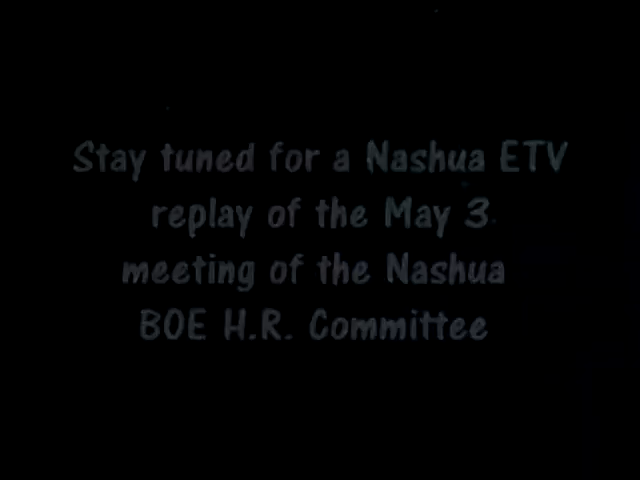 Stay tuned for a Nashua ETV
replay of the May 3
meeting of the Nashua
BOE H.R. Committee